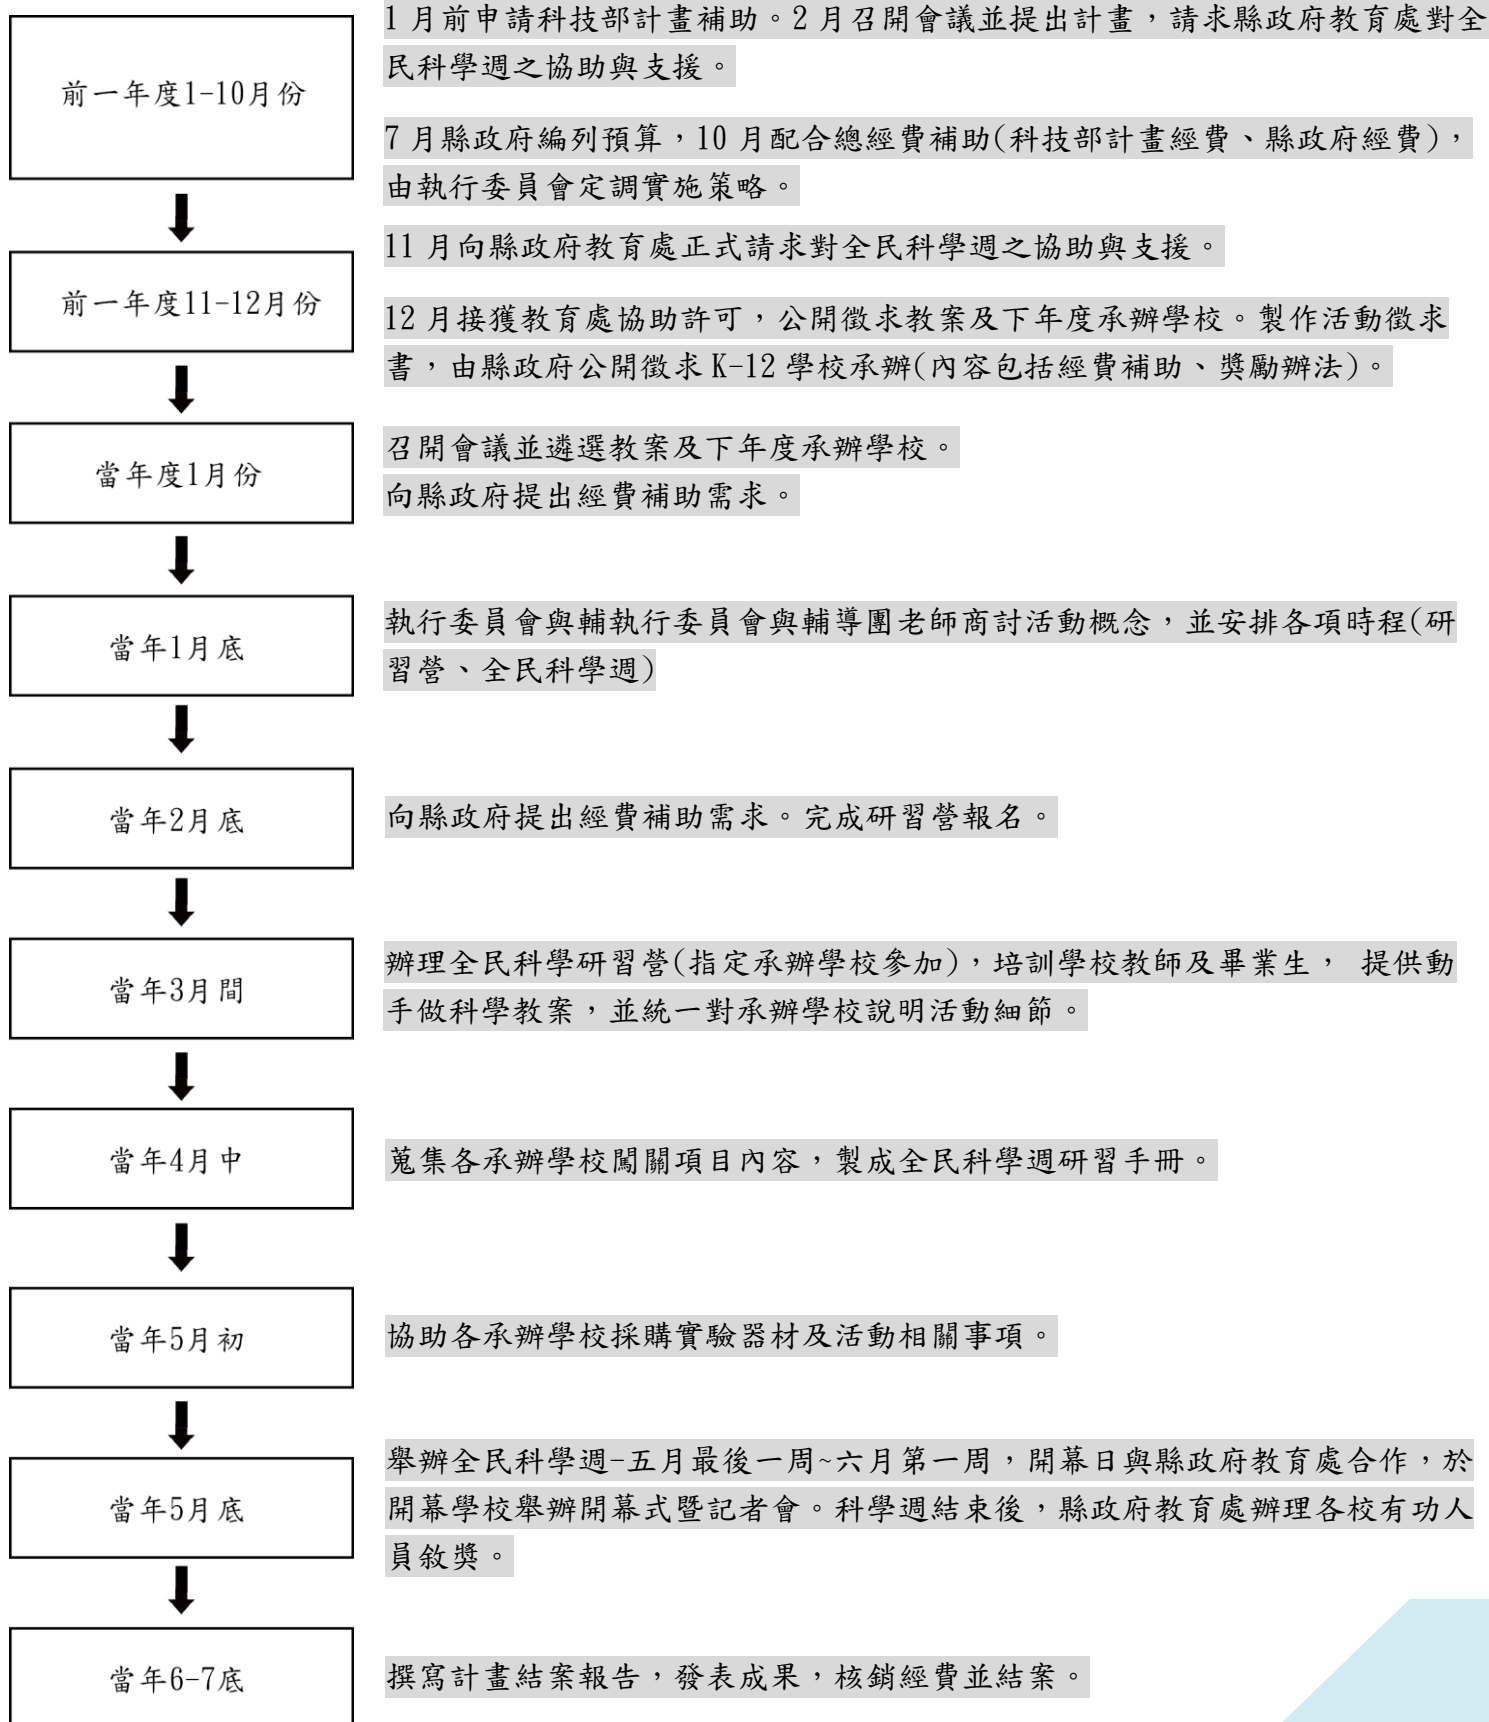 1 月前申請科技部計畫補助。2 月召開會議並提出計畫，請求縣政府教育處對全
民科學週之協助與支援。
前一年度1-10月份
7 月縣政府編列預算，10 月配合總經費補助(科技部計畫經費、縣政府經費)，
由執行委員會定調實施策略。
11 月向縣政府教育處正式請求對全民科學週之協助與支援。
前一年度11-12月份
12 月接獲教育處協助許可，公開徵求教案及下年度承辦學校。製作活動徵求
書，由縣政府公開徵求 K-12 學校承辦(內容包括經費補助、獎勵辦法)。
當年度1月份
召開會議並遴選教案及下年度承辦學校。
向縣政府提出經費補助需求。
當年1月底
執行委員會與輔執行委員會與輔導團老師商討活動概念，並安排各項時程(研
習營、全民科學週)
當年2月底
向縣政府提出經費補助需求。完成研習營報名。
當年3月間
辦理全民科學研習營(指定承辦學校參加)，培訓學校教師及畢業生， 提供動
手做科學教案，並統一對承辦學校說明活動細節。
當年4月中
蒐集各承辦學校闖關項目內容，製成全民科學週研習手冊。
當年5月初
協助各承辦學校採購實驗器材及活動相關事項。
當年5月底
舉辦全民科學週-五月最後一周~六月第一周，開幕日與縣政府教育處合作，於
開幕學校舉辦開幕式暨記者會。科學週結束後，縣政府教育處辦理各校有功人
員敘獎。
當年6-7底
撰寫計畫結案報告，發表成果，核銷經費並結案。